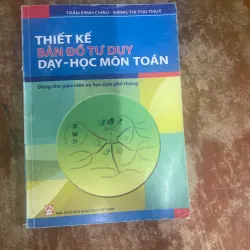 TRẦN ĐÌNH CHÂU - ĐẶNG THỊ THU THUỶ
THIẾT KẾ
BẢN ĐỒ TƯ DUY
DẠY - HỌC MÔN TOÁN
Dùng cho giáo viên và học sinh phổ thông
NHÀ XUẤT BẢN GIÁO DỤC VIỆT NAM